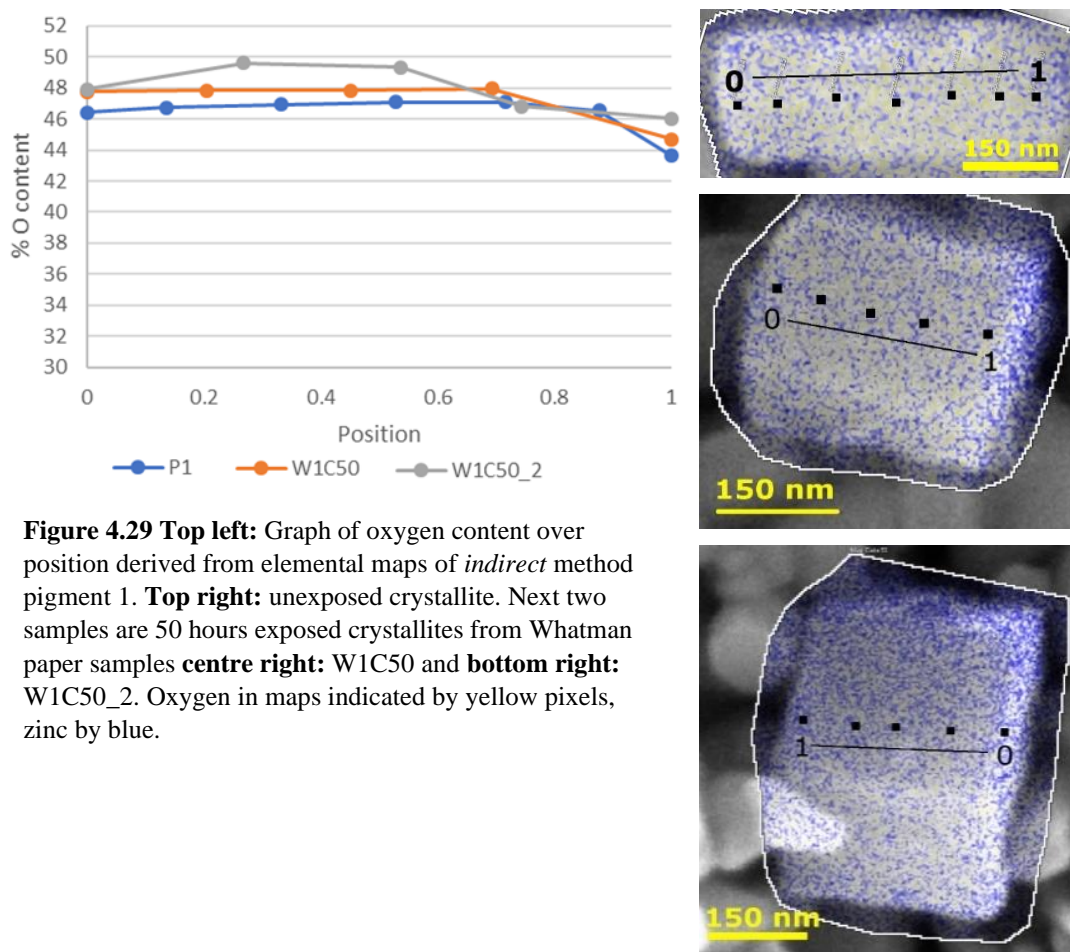 52
50
48
46
44
42
40
38
36
34
32
30
% O content
0 0.2 0.4 0.6 0.8 1
Position
P1 W1C50 W1C50_2
Figure 4.29 Top left: Graph of oxygen content over
position derived from elemental maps of indirect method
pigment 1. Top right: unexposed crystallite. Next two
samples are 50 hours exposed crystallites from Whatman
paper samples centre right: W1C50 and bottom right:
W1C50_2. Oxygen in maps indicated by yellow pixels,
zinc by blue.
0 1
150 nm
0
1
150 nm
1 0
150 nm